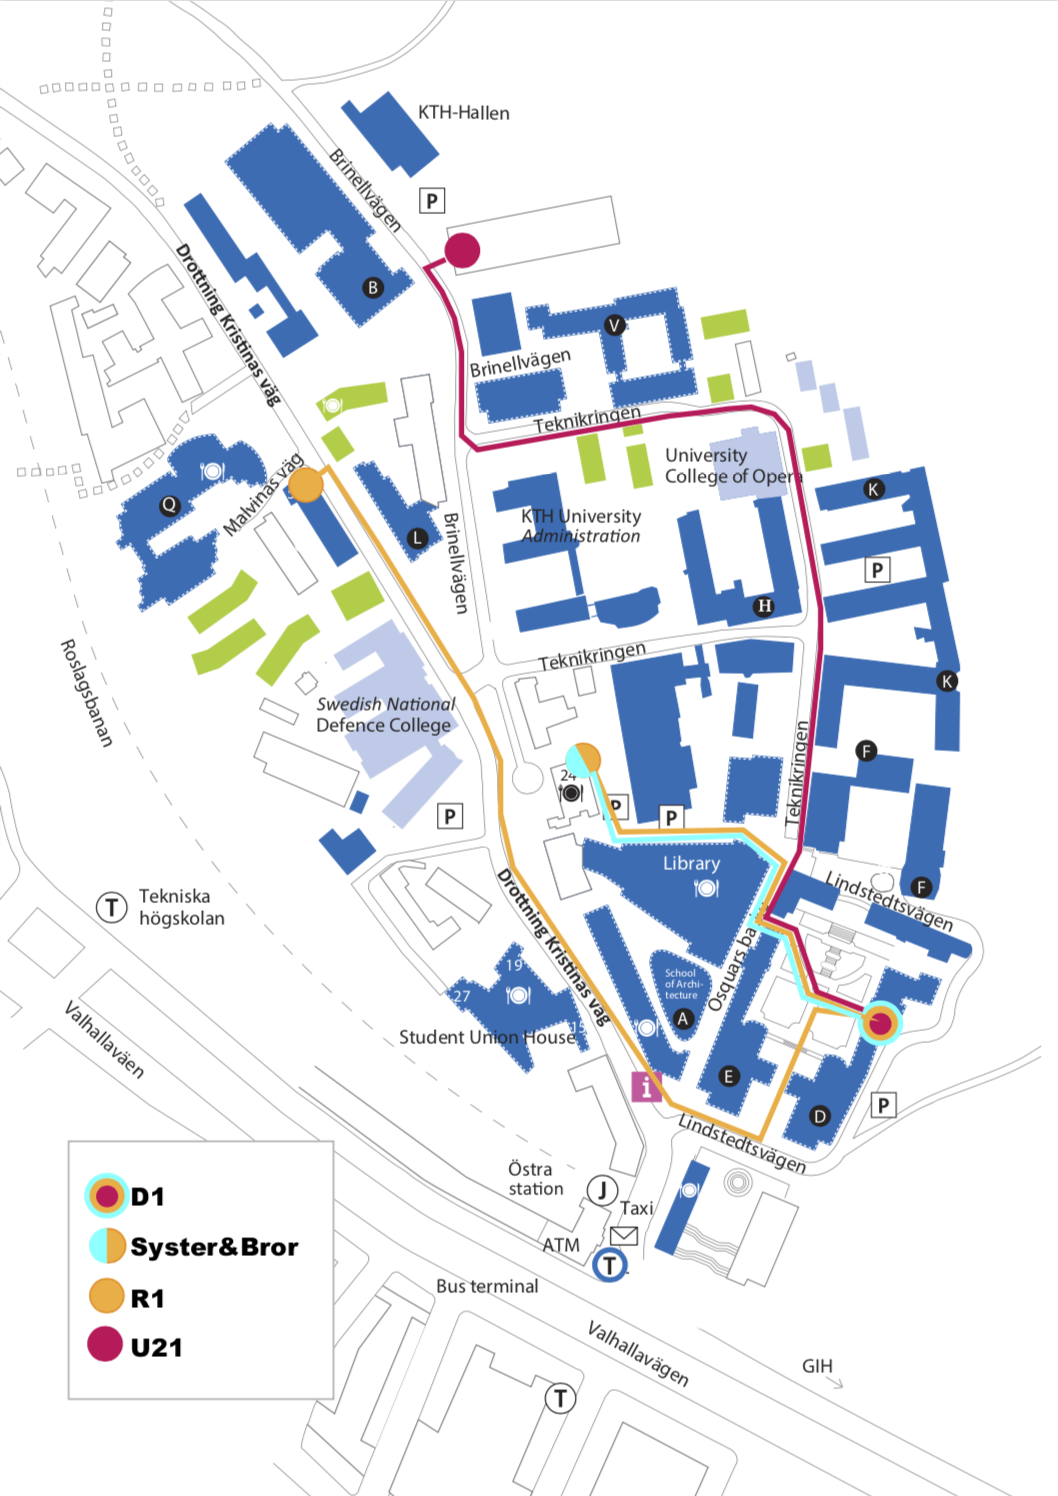 KTH-Hallen
Brinellvägen
P
Drottning Kristinas väg
B
V
Brinellvägen
Teknikringen
University
College of Opera
K
Q
Malvinas väg
L
Brinellvägen
KTH University
Administration
P
H
Teknikringen
K
Roslagsbanan
Swedish National
Defence College
Teknikringen
F
24
P
P
P
Library
Lindstedtsvägen
F
Tekniska
högskolan
T
Drottning Kristinas väg
Osquars ba
School
of Archi-
tecture
A
19
27
15
Student Union House
Valhallaväen
E
D
P
i
Lindstedtsvägen
Östra
station
J
Taxi
ATM
T
Bus terminal
Valhallavägen
GIH
T
D1
Syster&Bror
R1
U21